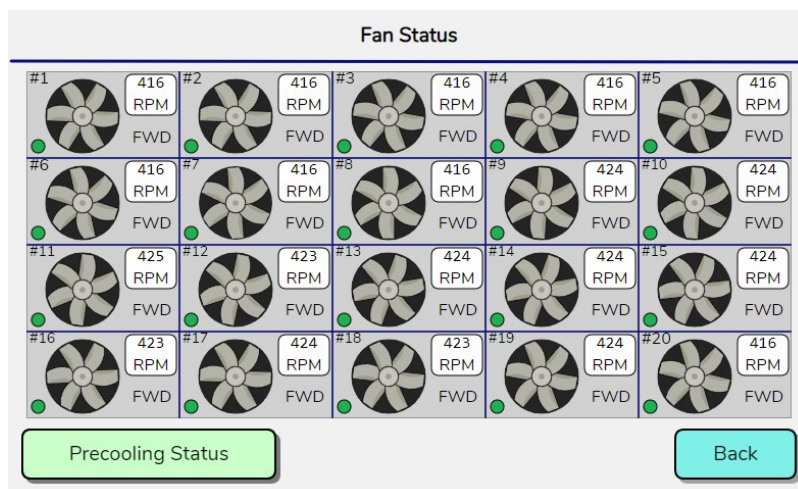 Fan Status
#1 416 RPM FWD
#2 416 RPM FWD
#3 416 RPM FWD
#4 416 RPM FWD
#5 416 RPM FWD
#6 416 RPM FWD
#7 416 RPM FWD
#8 416 RPM FWD
#9 424 RPM FWD
#10 424 RPM FWD
#11 425 RPM FWD
#12 423 RPM FWD
#13 424 RPM FWD
#14 424 RPM FWD
#15 424 RPM FWD
#16 423 RPM FWD
#17 424 RPM FWD
#18 423 RPM FWD
#19 424 RPM FWD
#20 416 RPM FWD
Precooling Status
Back